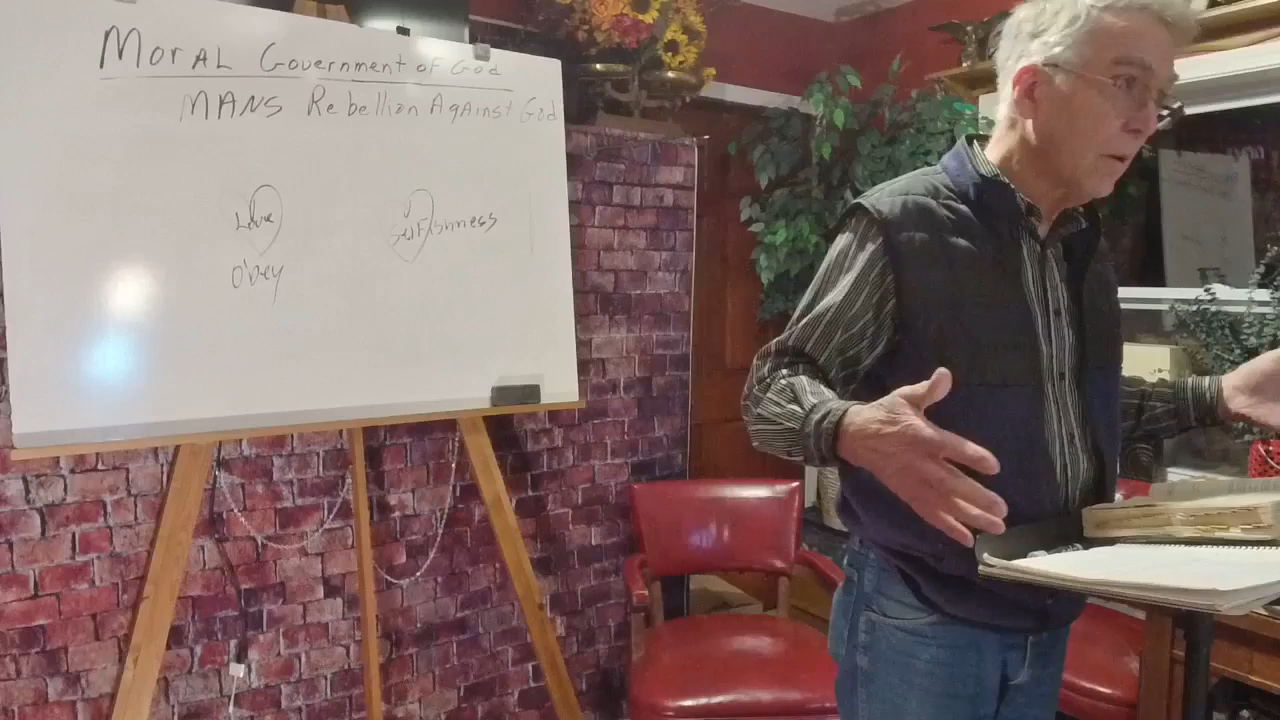 Moral Government of God
MANS Rebellion Against God
Love Selfishness
Obey